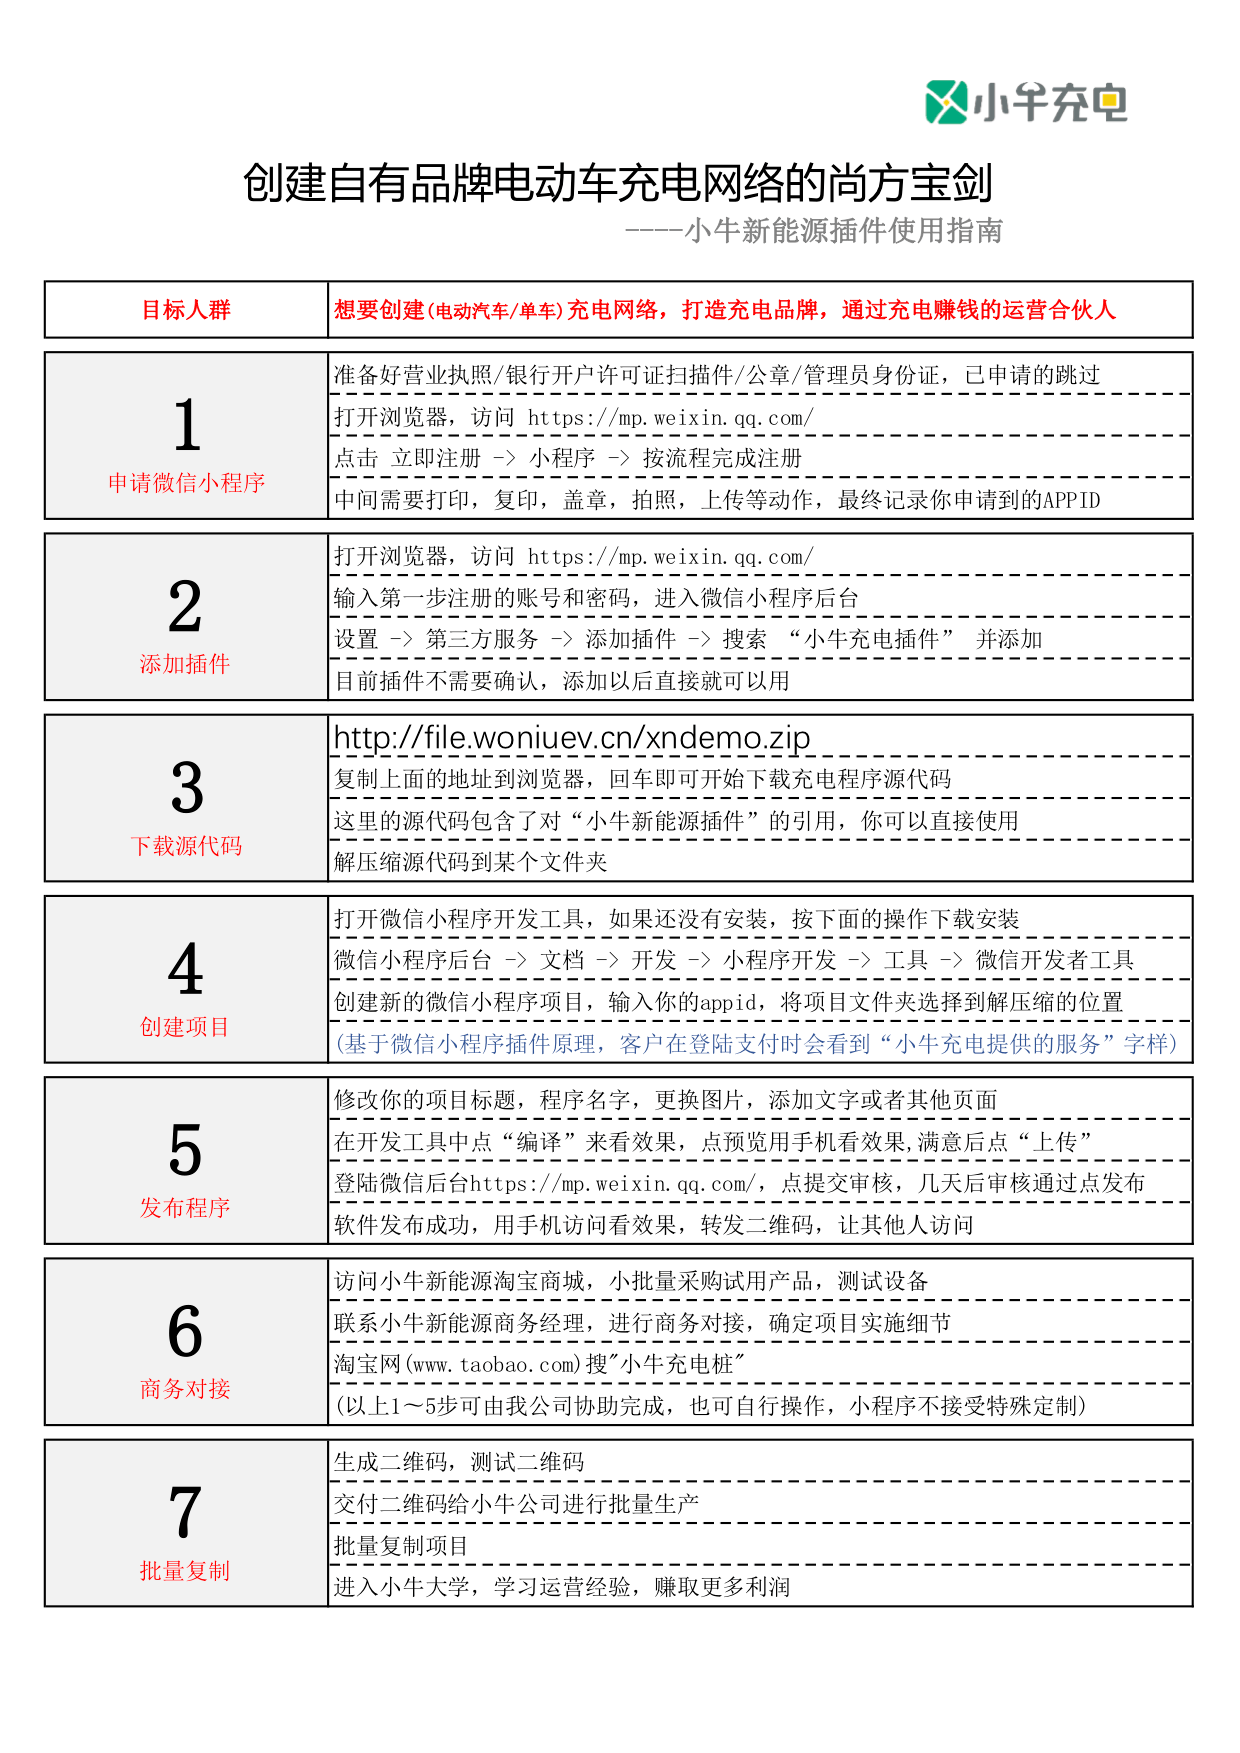 小牛充电
创建自有品牌电动车充电网络的尚方宝剑
----小牛新能源插件使用指南
目标人群
想要创建(电动汽车/单车)充电网络，打造充电品牌，通过充电赚钱的运营合伙人
1
申请微信小程序
准备好营业执照/银行开户许可证扫描件/公章/管理员身份证，已申请的跳过
打开浏览器，访问 https://mp.weixin.qq.com/
点击 立即注册 -> 小程序 -> 按流程完成注册
中间需要打印，复印，盖章，拍照，上传等动作，最终记录你申请到的APPID
2
添加插件
打开浏览器，访问 https://mp.weixin.qq.com/
输入第一步注册的账号和密码，进入微信小程序后台
设置 -> 第三方服务 -> 添加插件 -> 搜索 “小牛充电插件” 并添加
目前插件不需要确认，添加以后直接就可以用
3
下载源代码
http://file.woniuev.cn/xndemo.zip
复制上面的地址到浏览器，回车即可开始下载充电程序源代码
这里的源代码包含了对“小牛新能源插件”的引用，你可以直接使用
解压缩源代码到某个文件夹
4
创建项目
打开微信小程序开发工具，如果还没有安装，按下面的操作下载安装
微信小程序后台 -> 文档 -> 开发 -> 小程序开发 -> 工具 -> 微信开发者工具
创建新的微信小程序项目，输入你的appid，将项目文件夹选择到解压缩的位置
(基于微信小程序插件原理，客户在登陆支付时会看到“小牛充电提供的服务”字样)
5
发布程序
修改你的项目标题，程序名字，更换图片，添加文字或者其他页面
在开发工具中点“编译”来看效果，点预览用手机看效果,满意后点“上传”
登陆微信后台https://mp.weixin.qq.com/，点提交审核，几天后审核通过点发布
软件发布成功，用手机访问看效果，转发二维码，让其他人访问
6
商务对接
访问小牛新能源淘宝商城，小批量采购试用产品，测试设备
联系小牛新能源商务经理，进行商务对接，确定项目实施细节
淘宝网(www.taobao.com)搜"小牛充电桩"
(以上1～5步可由我公司协助完成，也可自行操作，小程序不接受特殊定制)
7
批量复制
生成二维码，测试二维码
交付二维码给小牛公司进行批量生产
批量复制项目
进入小牛大学，学习运营经验，赚取更多利润